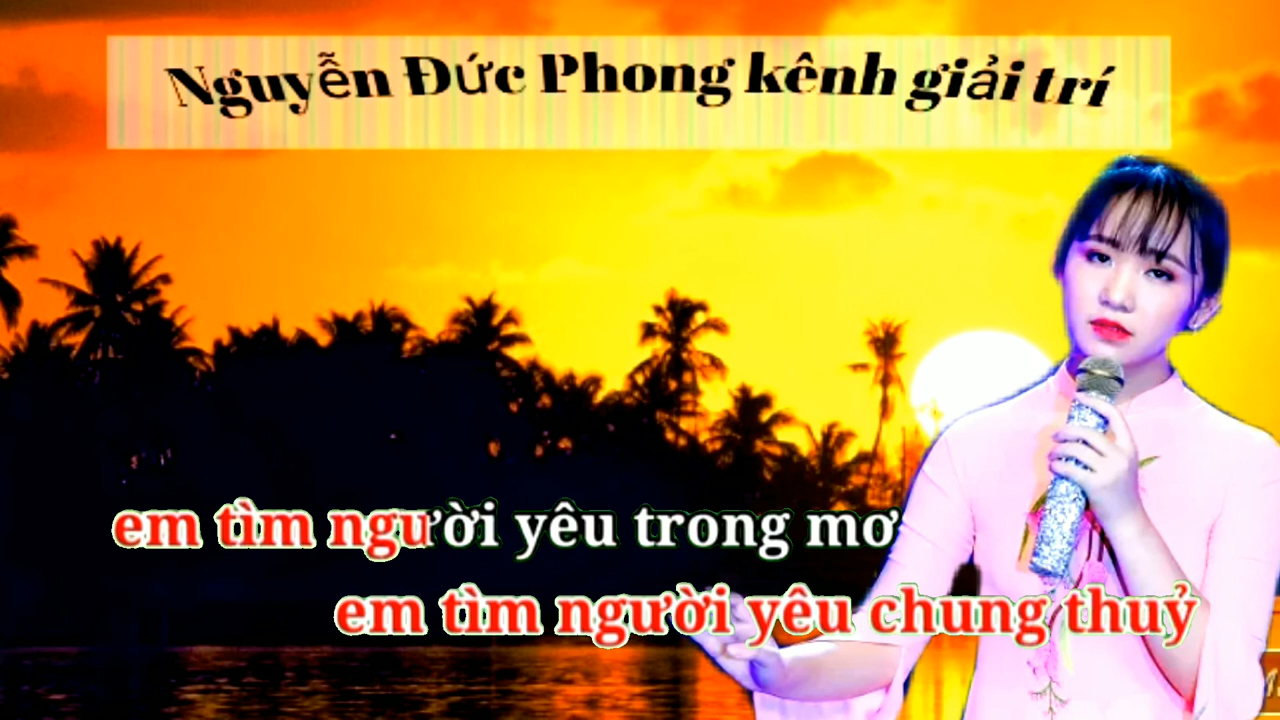 Nguyễn Đức Phong kênh giải trí
em tìm người yêu trong mơ
em tìm người yêu chung thuỷ